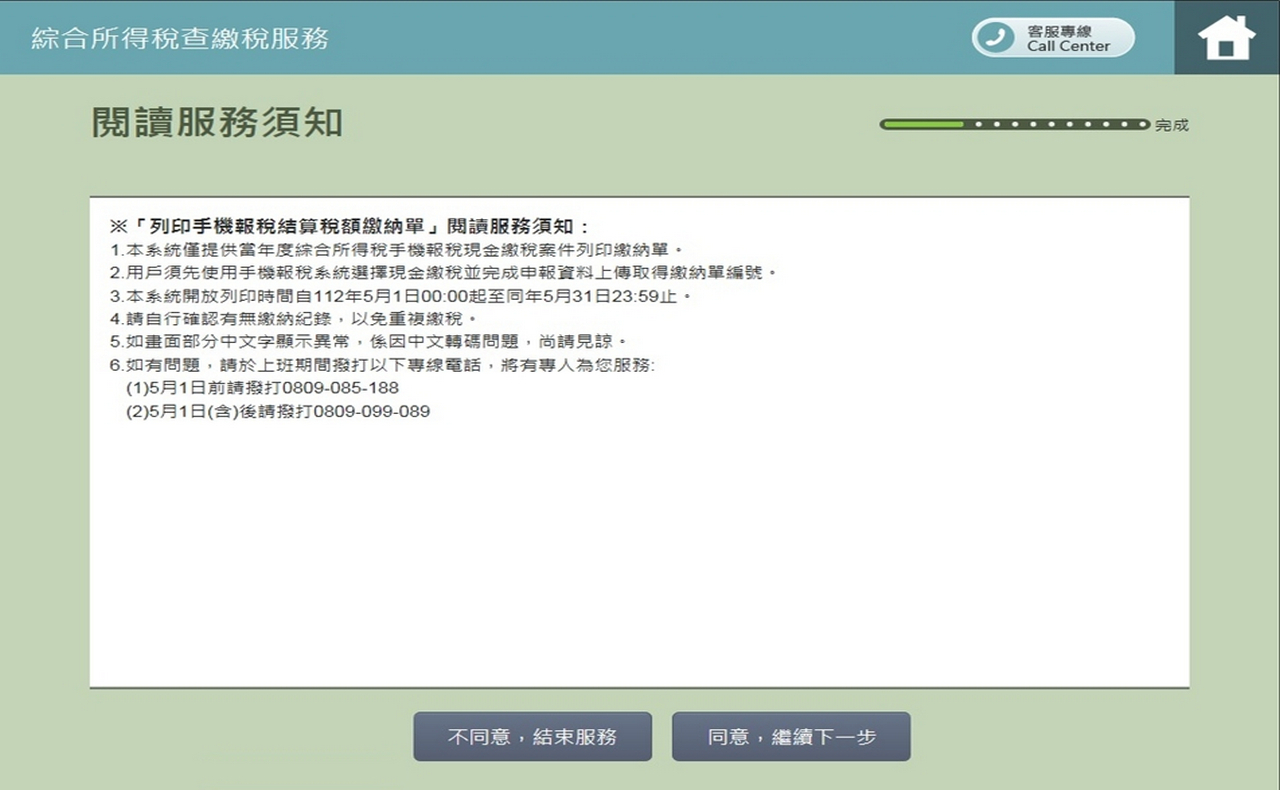 綜合所得稅查繳稅服務
客服專線
Call Center
閱讀服務須知
完成
※「列印手機報稅結算稅額繳納單」閱讀服務須知：
1.本系統僅提供當年度綜合所得稅手機報稅現金繳稅案件列印繳納單。
2.用戶須先使用手機報稅系統選擇現金繳稅並完成申報資料上傳取得繳納單編號。
3.本系統開放列印時間自112年5月1日00:00起至同年5月31日23:59止。
4.請自行確認有無繳納紀錄，以免重複繳稅。
5.如畫面部分中文字顯示異常，係因中文轉碼問題，尚請見諒。
6.如有問題，請於上班期間撥打以下專線電話，將有專人為您服務:
(1)5月1日前請撥打0809-085-188
(2)5月1日(含)後請撥打0809-099-089
不同意，結束服務
同意，繼續下一步